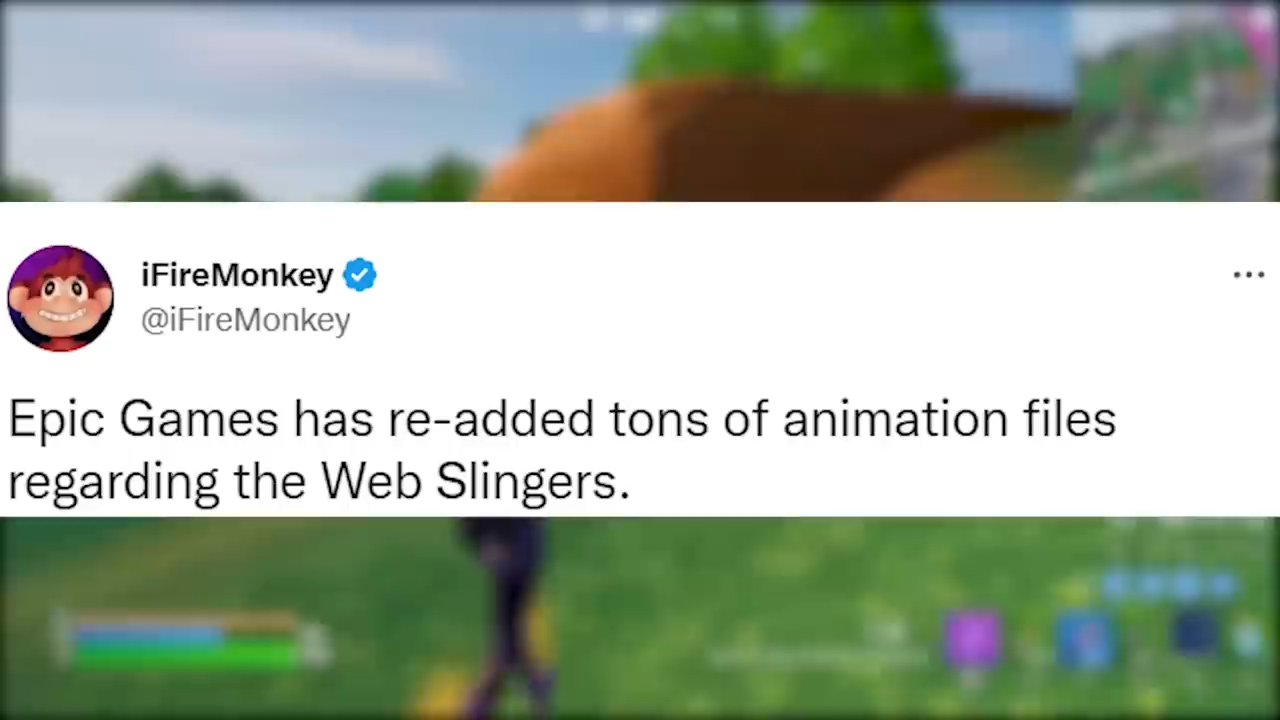 iFireMonkey
@iFireMonkey
Epic Games has re-added tons of animation files
regarding the Web Slingers.